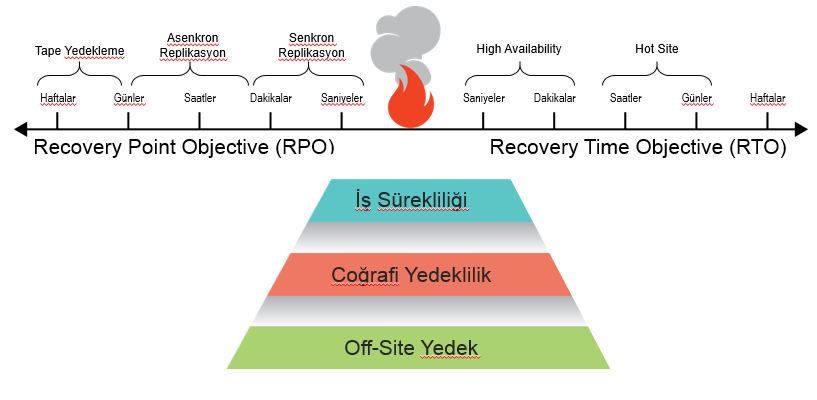 Tape Yedekleme
Asenkron
Replikasyon
Senkron
Replikasyon
High Availability
Hot Site
Haftalar
Günler
Saatler
Dakikalar
Saniyeler
Saniyeler
Dakikalar
Saatler
Günler
Haftalar
Recovery Point Objective (RPO)
Recovery Time Objective (RTO)
İş Sürekliliği
Coğrafi Yedeklilik
Off-Site Yedek